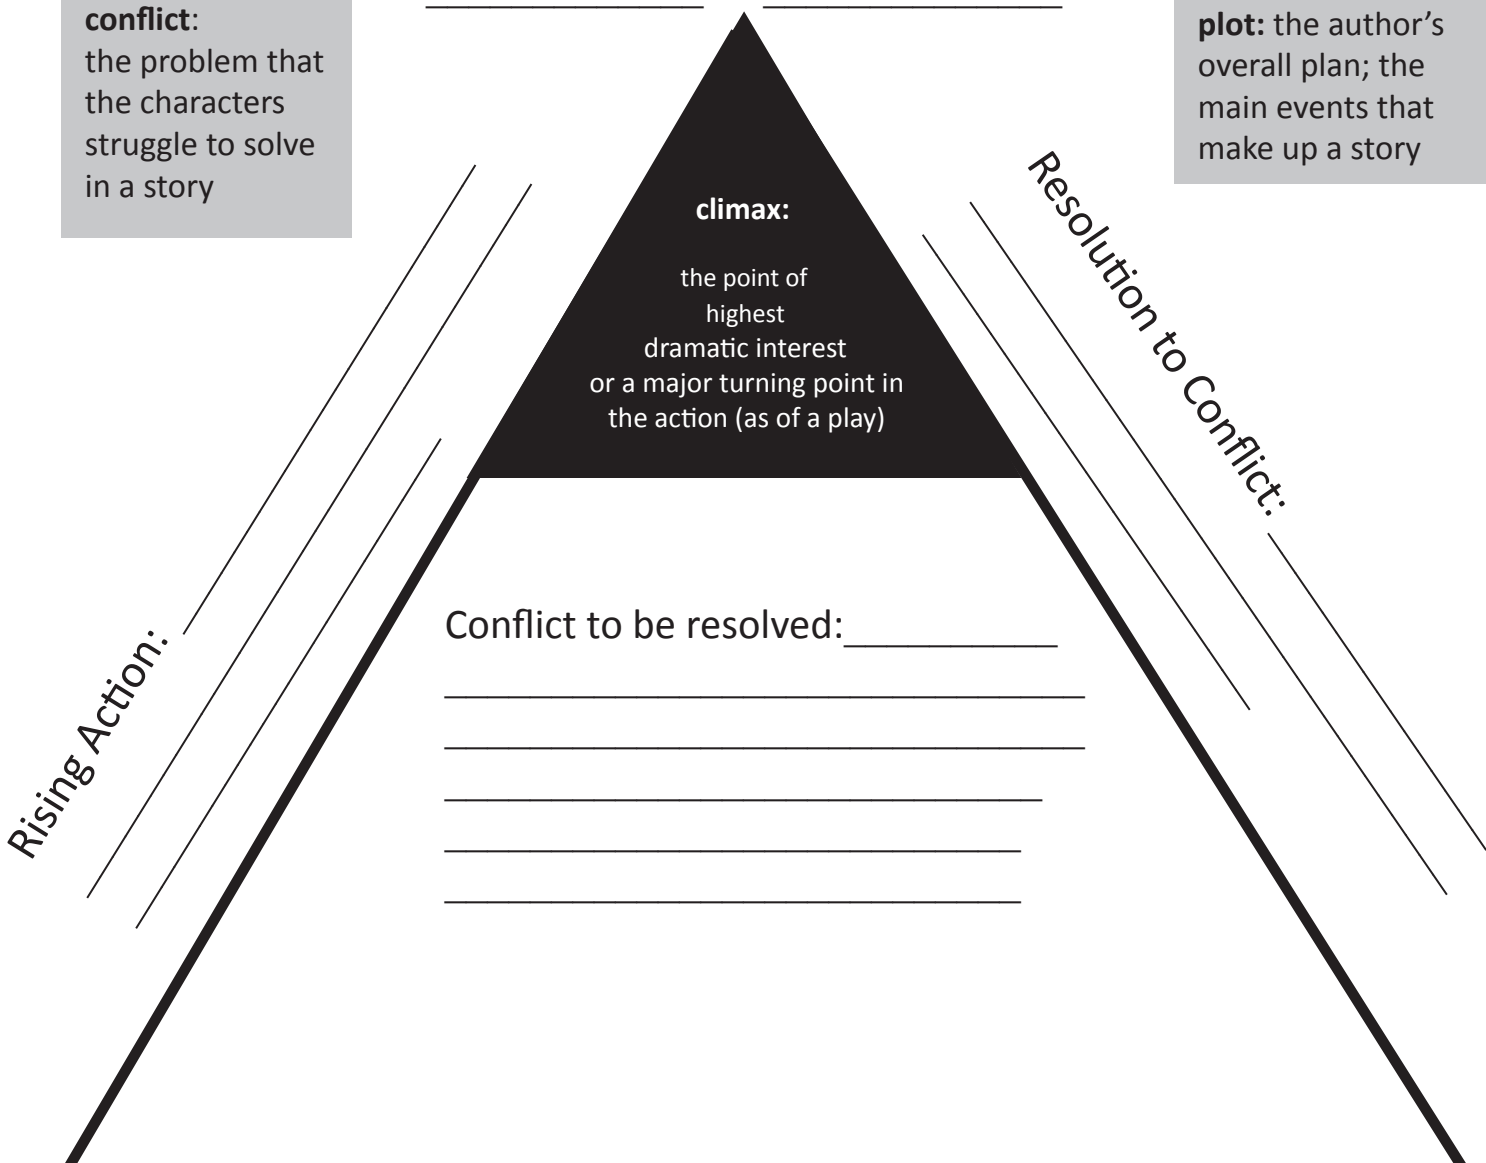 conflict:
the problem that
the characters
struggle to solve
in a story
plot: the author's
overall plan; the
main events that
make up a story
climax:
the point of
highest
dramatic interest
or a major turning point in
the action (as of a play)
Rising Action:
Resolution to Conflict:
Conflict to be resolved: